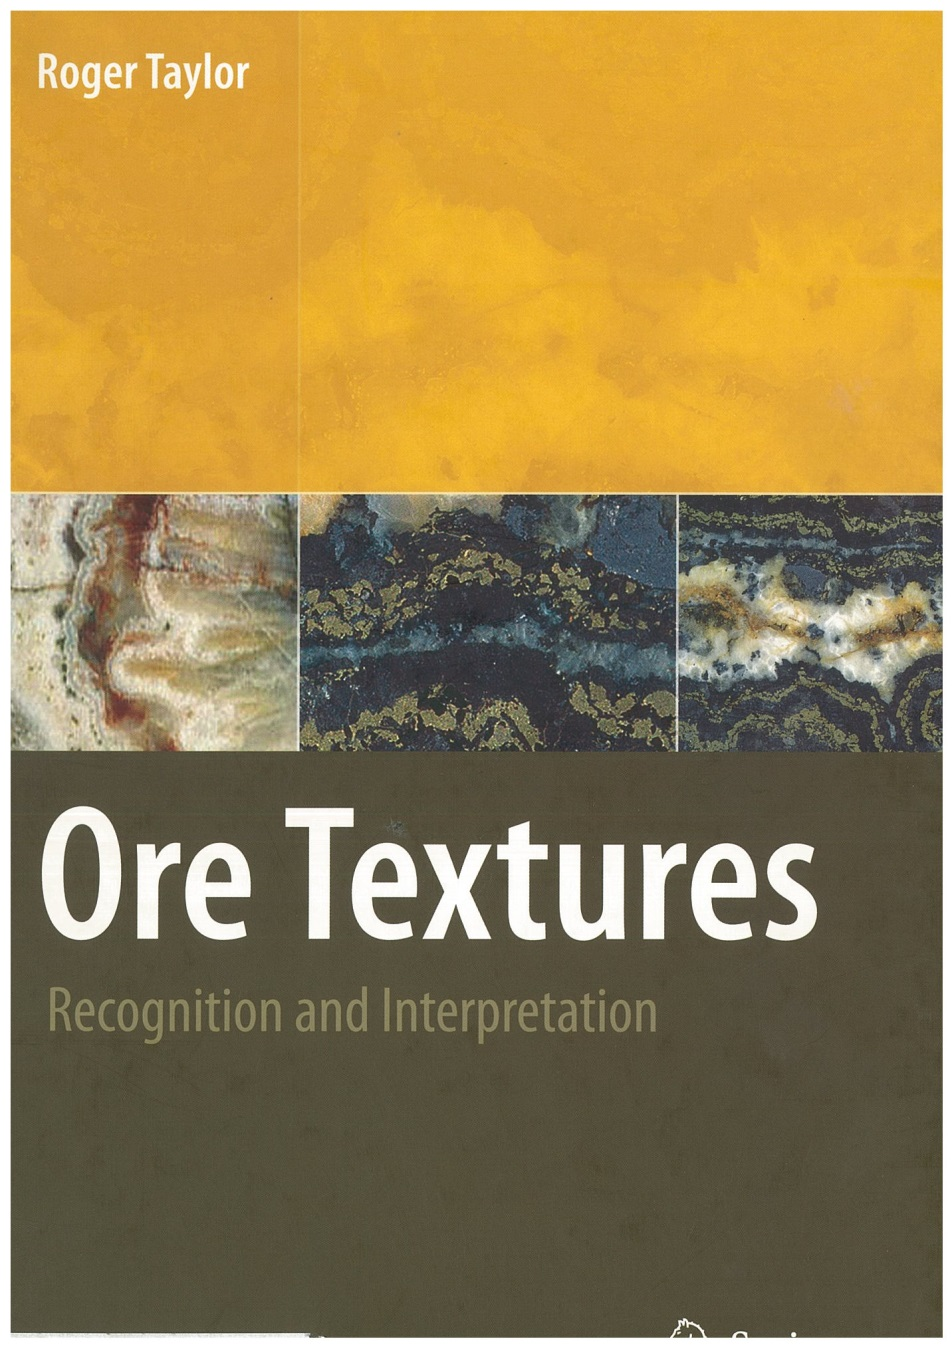 Roger Taylor
Ore Textures
Recognition and Interpretation